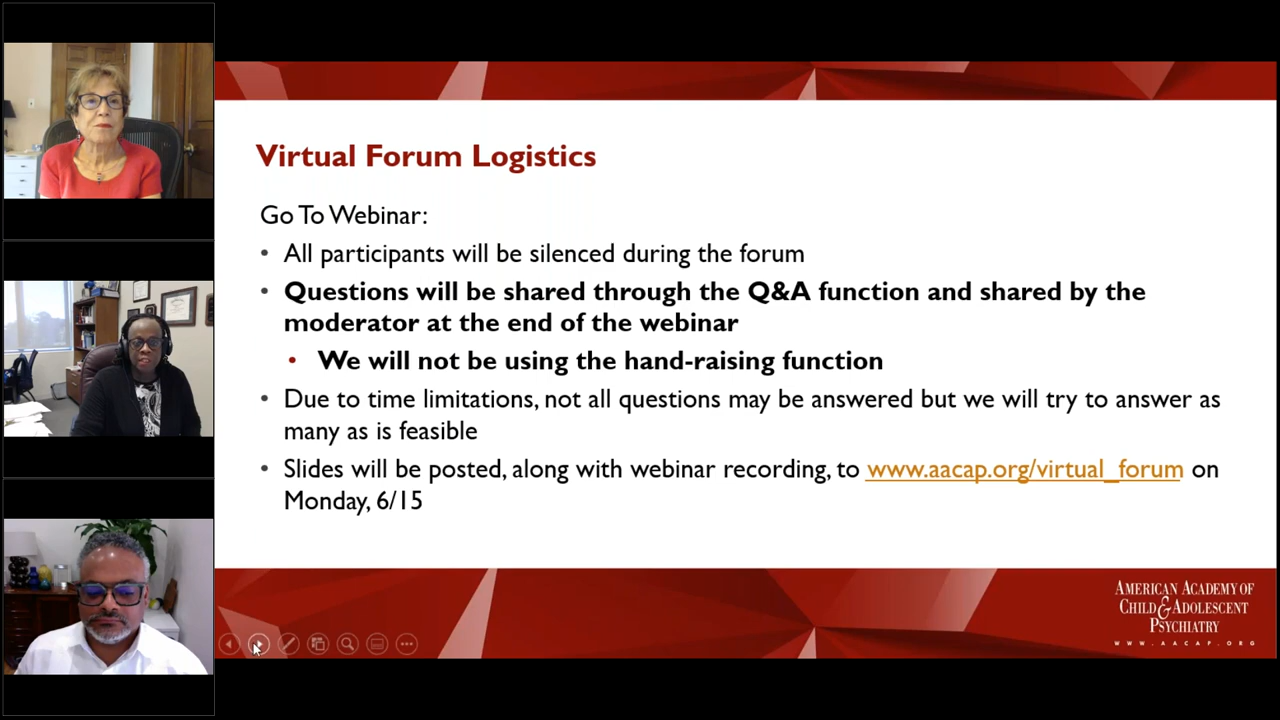 Virtual Forum Logistics
Go To Webinar:
• All participants will be silenced during the forum
• Questions will be shared through the Q&A function and shared by the
moderator at the end of the webinar
• We will not be using the hand-raising function
• Due to time limitations, not all questions may be answered but we will try to answer as
many as is feasible
• Slides will be posted, along with webinar recording, to www.aacap.org/virtual_forum on
Monday, 6/15
AMERICAN ACADEMY OF
CHILD & ADOLESCENT
PSYCHIATRY
WWW.AACAP.ORG